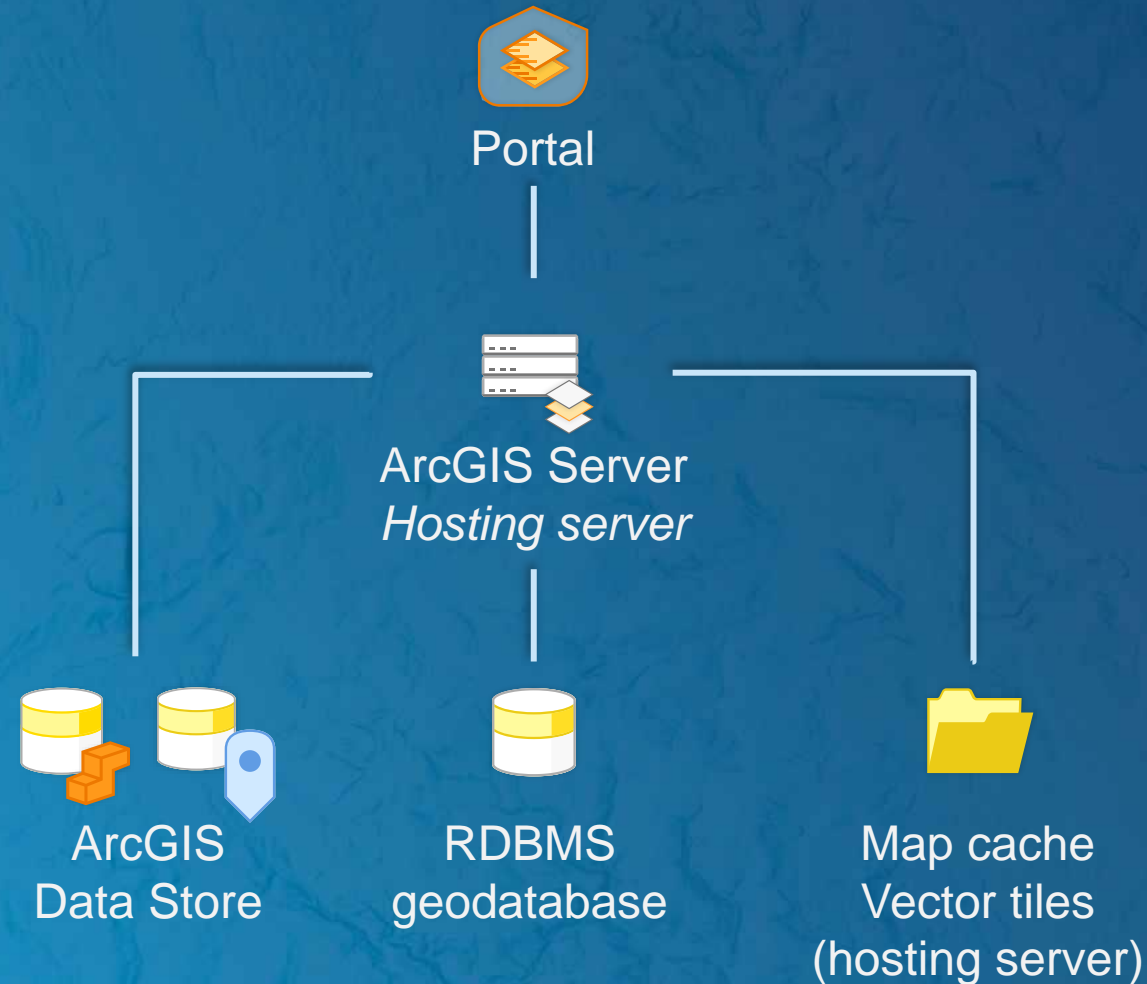 Portal
ArcGIS Server
Hosting server
ArcGIS
Data Store
RDBMS
geodatabase
Map cache
Vector tiles
(hosting server)